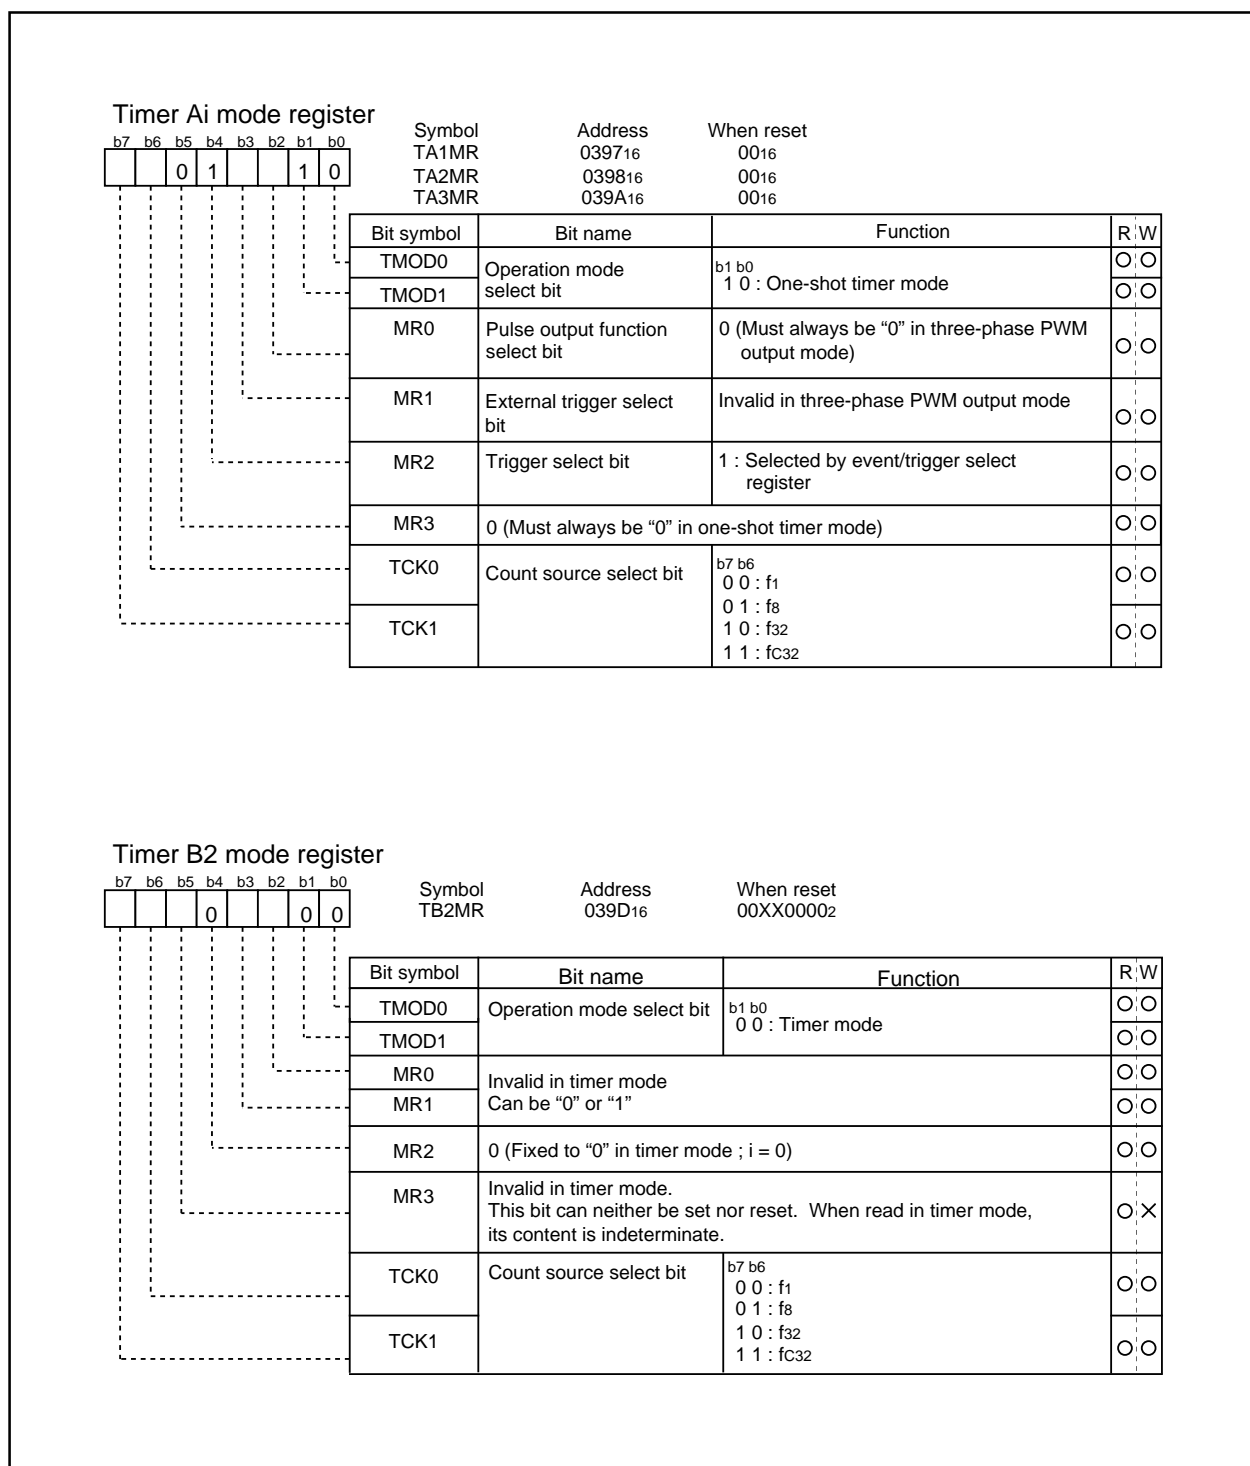 Timer Ai mode register
Symbol Address When reset
b7 b6 b5 b4 b3 b2 b1 b0
TA1MR 039716 0016
0 1 1 0
TA2MR 039816 0016
TA3MR 039A16 0016
Bit symbol Bit name Function R W
TMOD0
TMOD1
Operation mode
select bit
b1 b0
1 0 : One-shot timer mode
MR0
Pulse output function
select bit
0 (Must always be “0” in three-phase PWM
output mode)
MR1
External trigger select
bit
Invalid in three-phase PWM output mode
MR2
Trigger select bit
1 : Selected by event/trigger select
register
MR3
0 (Must always be “0” in one-shot timer mode)
TCK0
TCK1
Count source select bit
b7 b6
0 0 : f1
0 1 : f8
1 0 : f32
1 1 : fC32
Timer B2 mode register
b7 b6 b5 b4 b3 b2 b1 b0
Symbol Address When reset
0 0 0
TB2MR 039D16 00XX00002
Bit symbol Bit name Function R W
TMOD0
TMOD1
Operation mode select bit
b1 b0
0 0 : Timer mode
MR0
MR1
Invalid in timer mode
Can be “0” or “1”
MR2
0 (Fixed to “0” in timer mode ; i = 0)
MR3
Invalid in timer mode.
This bit can neither be set nor reset. When read in timer mode,
its content is indeterminate.
TCK0
TCK1
Count source select bit
b7 b6
0 0 : f1
0 1 : f8
1 0 : f32
1 1 : fC32